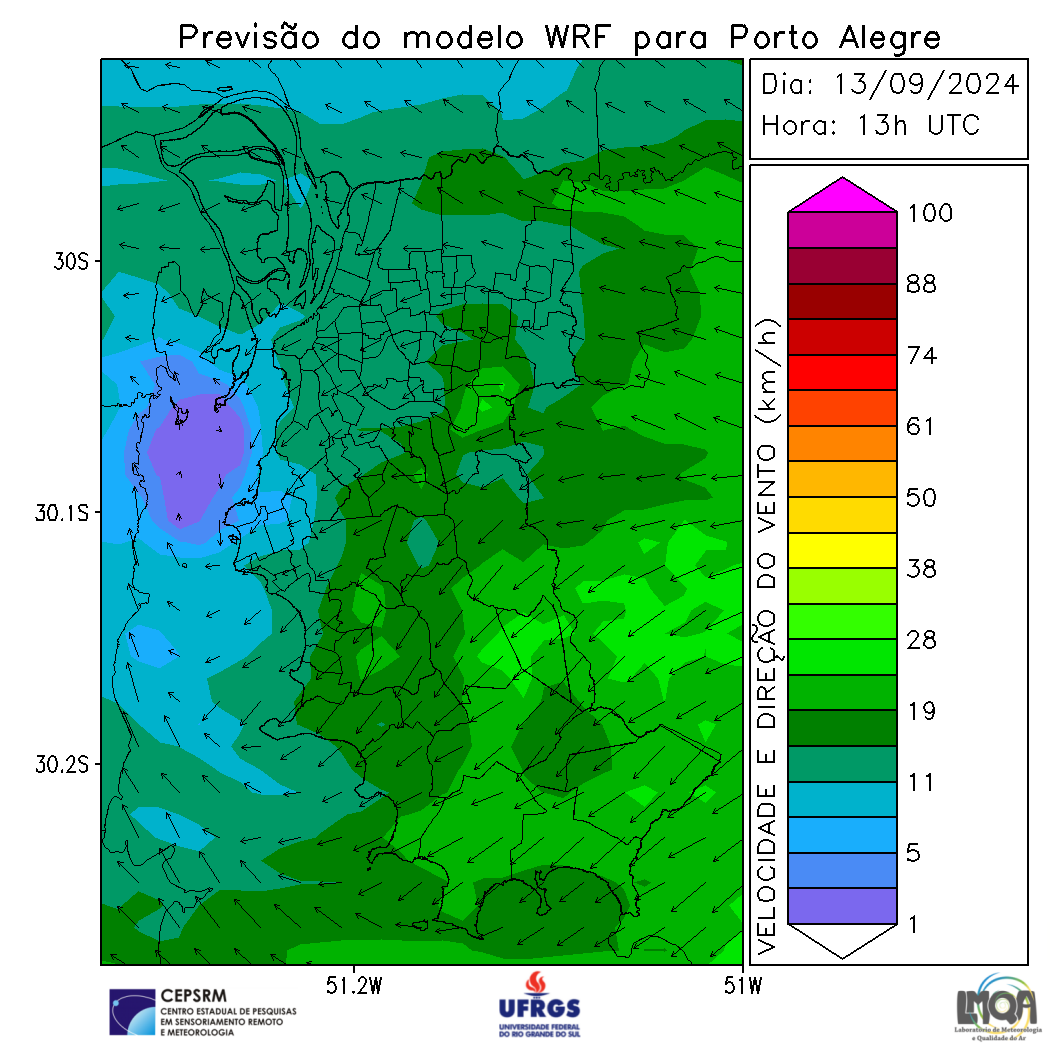 Previsão do modelo WRF para Porto Alegre
Dia: 13/09/2024
Hora: 13h UTC
100
88
74
61
50
38
28
19
11
5
1
VELOCIDADE E DIREÇÃO DO VENTO (km/h)
30S
30.1S
30.2S
51.2W
51W
CEPSRM
CENTRO ESTADUAL DE PESQUISAS
EM SENSORIAMENTO REMOTO
E METEOROLOGIA
UFRGS
UNIVERSIDADE FEDERAL
DO RIO GRANDE DO SUL
LMQA
Laboratório de Meteorologia
e Qualidade do Ar